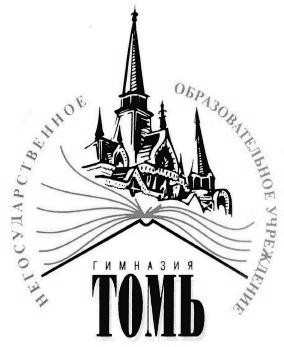 НЕГОСУДАРСТВЕННОЕ
ОБРАЗОВАТЕЛЬНОЕ УЧРЕЖДЕНИЕ
ГИМНАЗИЯ
ТОМЬ